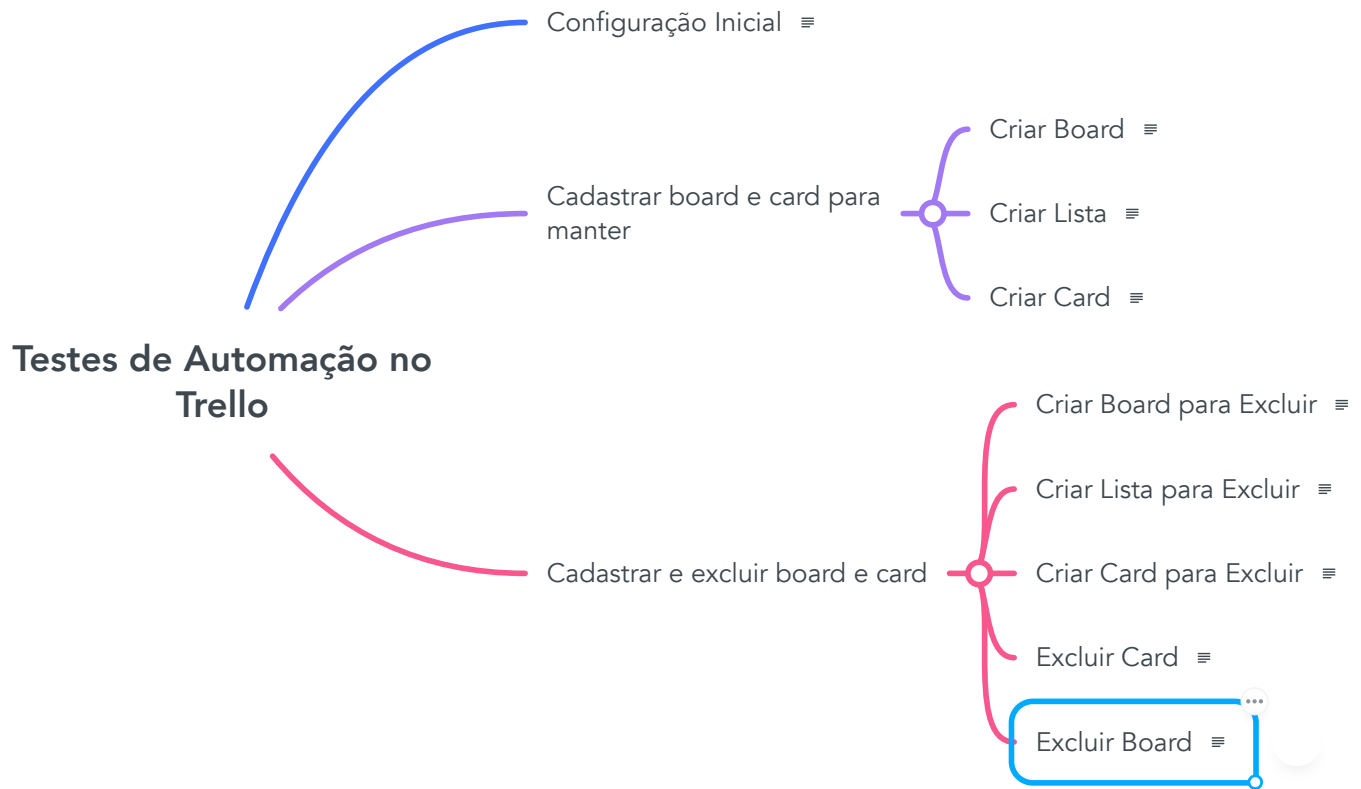 Configuração Inicial
Criar Board
Cadastrar board e card para
manter
Criar Lista
Criar Card
Testes de Automação no
Trello
Criar Board para Excluir
Criar Lista para Excluir
Cadastrar e excluir board e card
Criar Card para Excluir
Excluir Card
Excluir Board